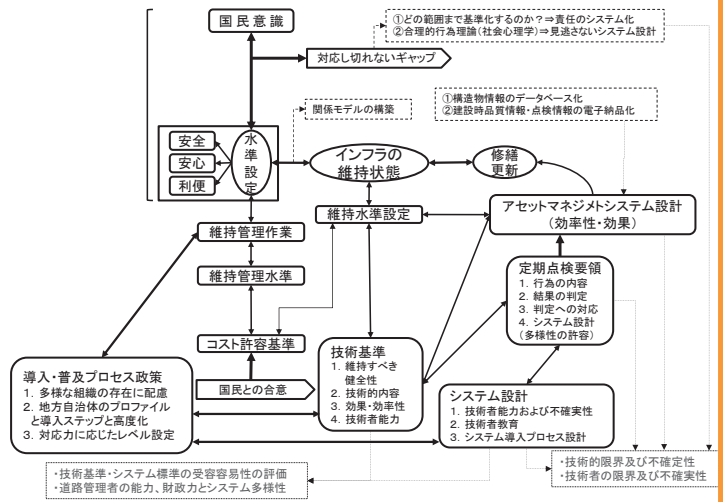 国民意識
①どの範囲まで基準化するのか？⇒責任のシステム化
②合理的行為理論（社会心理学）⇒見逃さないシステム設計
対応し切れないギャップ
①構造物情報のデータベース化
②建設時品質情報・点検情報の電子納品化
関係モデルの構築
安全
安心
利便
水準設定
インフラの
維持状態
修繕
更新
維持水準設定
アセットマネジメトシステム設計
（効率性・効果）
維持管理作業
維持管理水準
コスト許容基準
国民との合意
定期点検要領
1. 行為の内容
2. 結果の判定
3. 判定への対応
4. システム設計
(多様性の許容)
技術基準
1. 維持すべき
健全性
2. 技術的内容
3. 効果・効率性
4. 技術者能力
導入・普及プロセス政策
1. 多様な組織の存在に配慮
2. 地方自治体のプロファイル
と導入ステップと高度化
3. 対応力に応じたレベル設定
システム設計
1. 技術者能力および不確実性
2. 技術者教育
3. システム導入プロセス設計
・技術基準・システム標準の受容容易性の評価
・道路管理者の能力、財政力とシステム多様性
・技術的限界及び不確定性
・技術者の限界及び不確実性